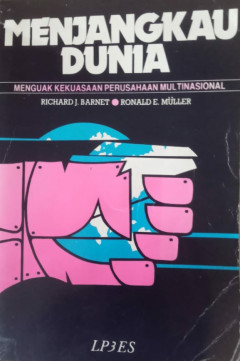 MENJANGKAU
DUNIA
MENGUAK KEKUASAAN PERUSAHAAN MULTINASIONAL
RICHARD J. BARNET ● RONALD E. MÜLLER
LP3ES